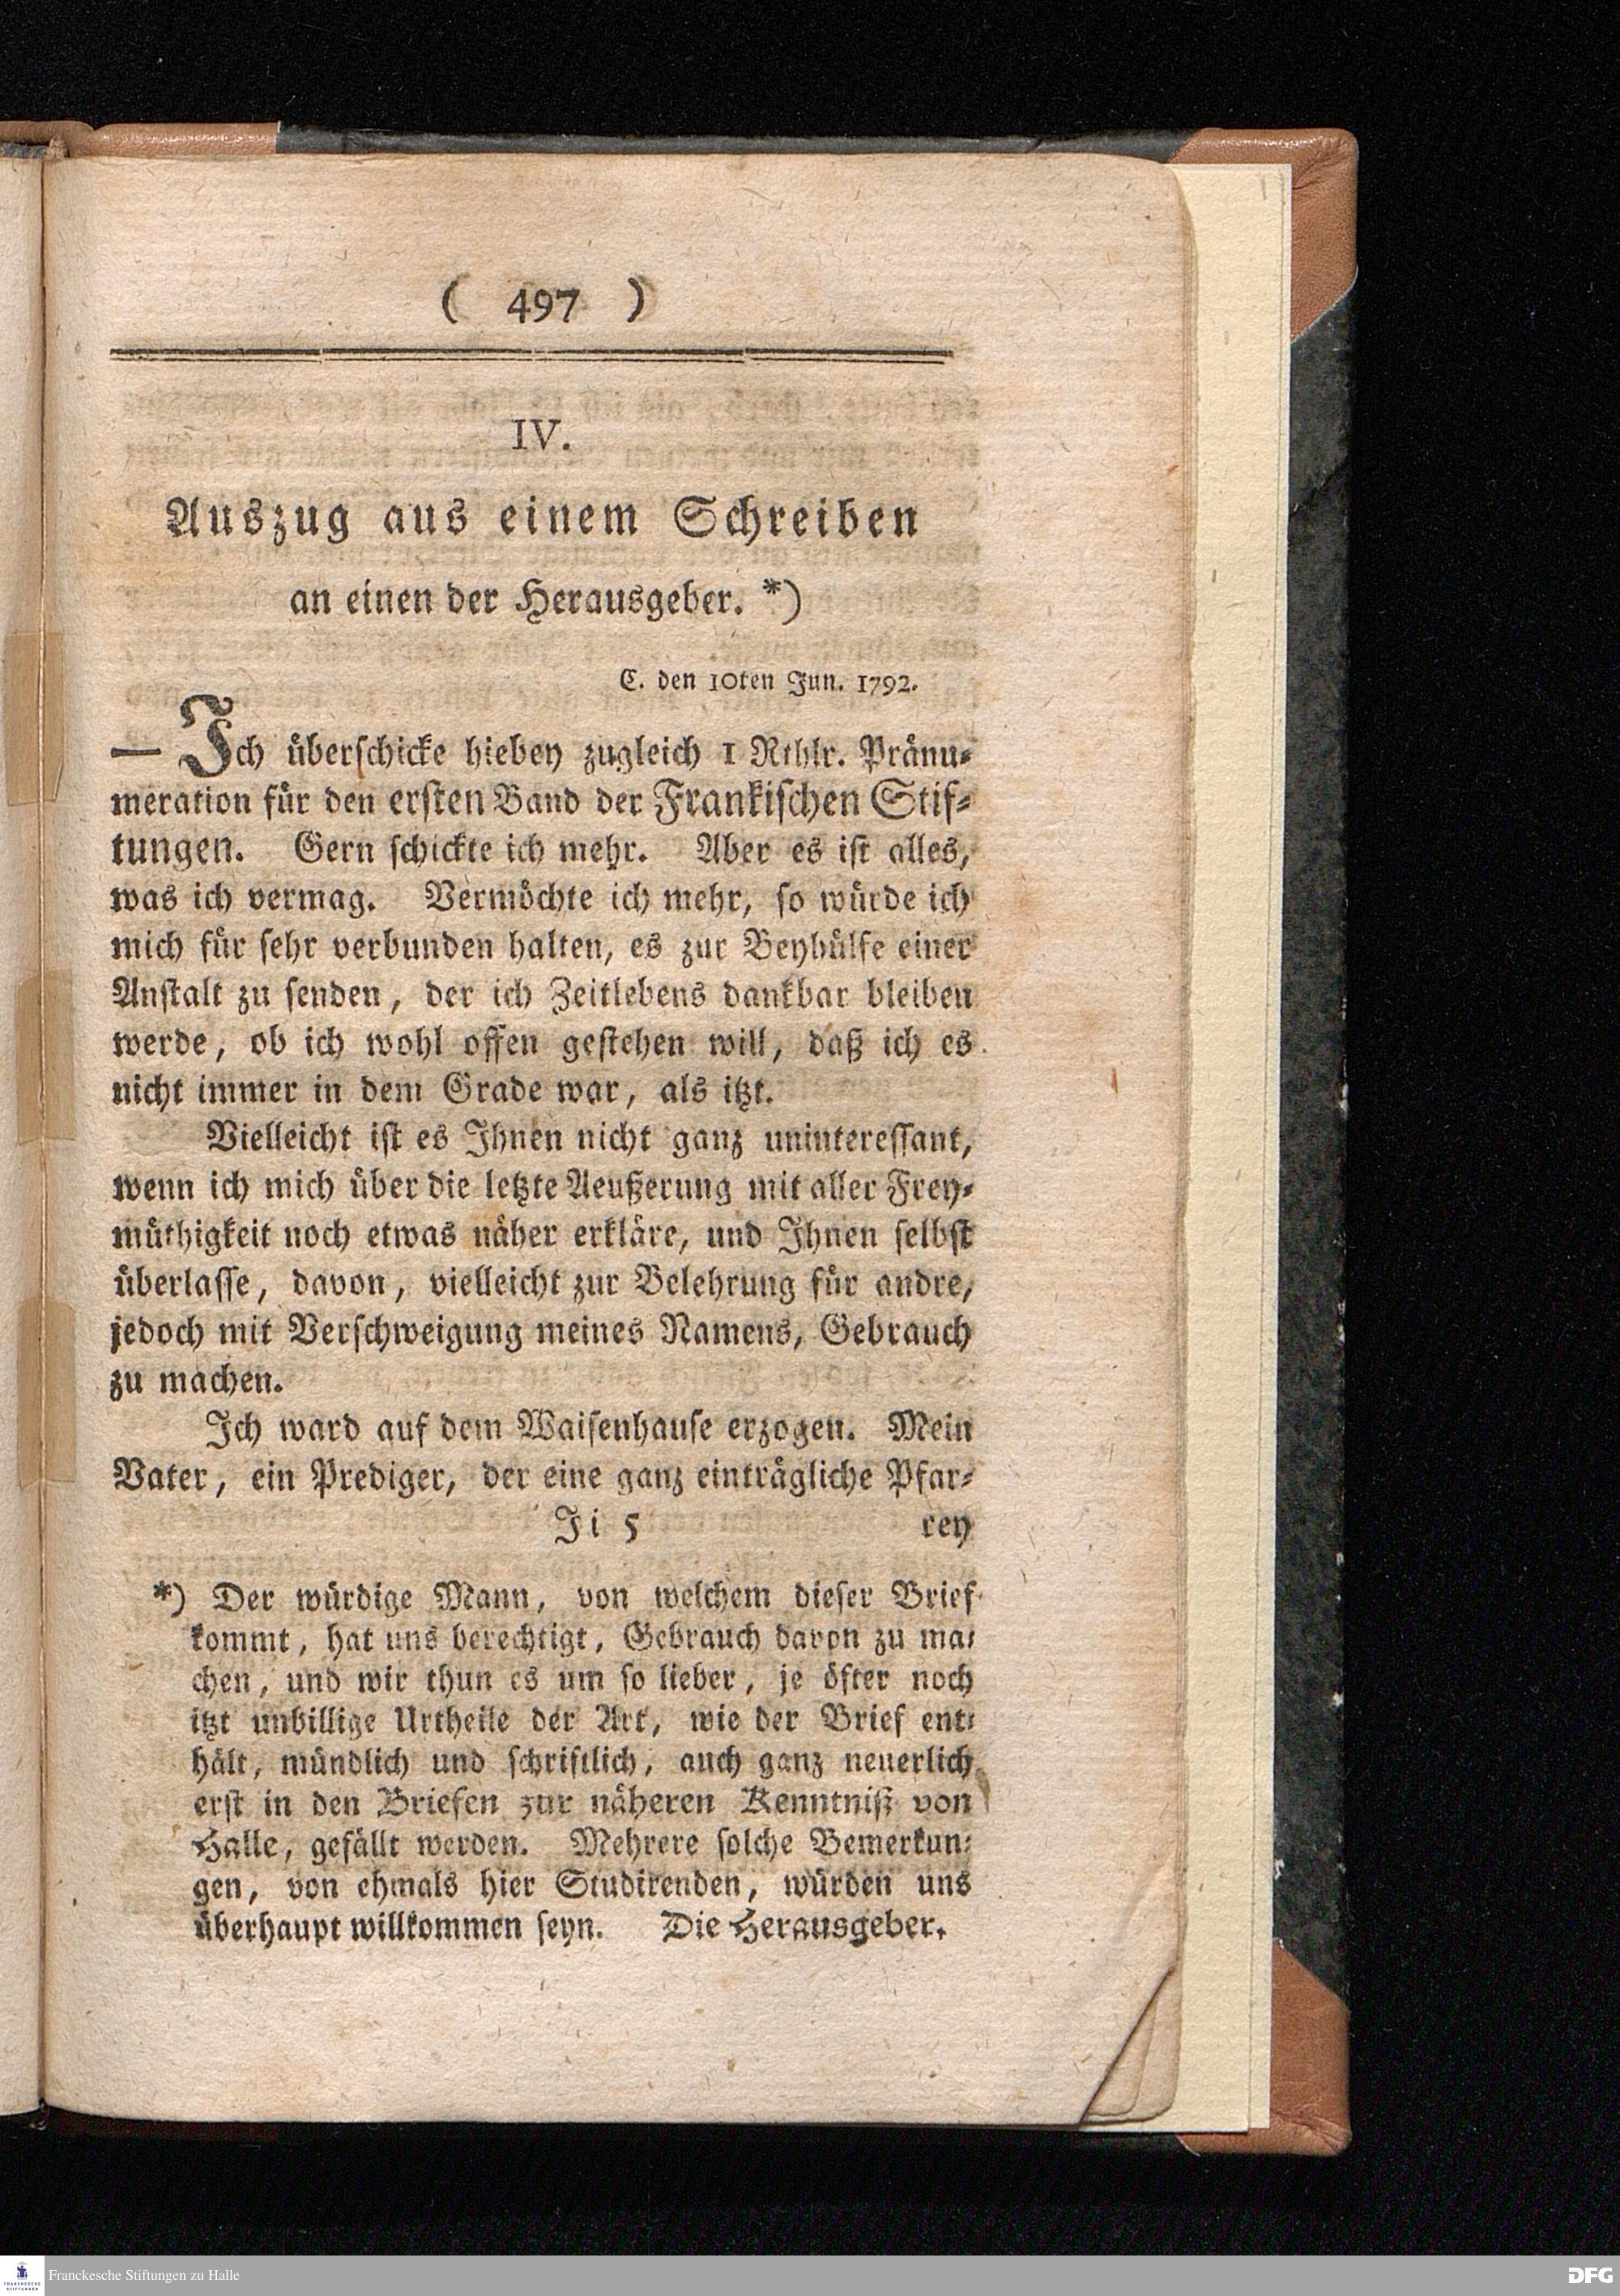 ( 497 )
IV.
Auszug aus einem Schreiben
an einen der Herausgeber. *)
C. den 10ten Jun. 1792.
— Ich überschicke hiebey zugleich 1 Rthlr. Pränu-
meration für den ersten Band der Frankischen Stif-
tungen. Gern schickte ich mehr. Aber es ist alles,
was ich vermag. Vermöchte ich mehr, so würde ich
mich für sehr verbunden halten, es zur Beyhülfe einer
Anstalt zu senden, der ich Zeitlebens dankbar bleiben
werde, ob ich wohl offen gestehen will, daß ich es
nicht immer in dem Grade war, als itzt.
Vielleicht ist es Ihnen nicht ganz uninteressant,
wenn ich mich über die letzte Aeußerung mit aller Frey-
müthigkeit noch etwas näher erkläre, und Ihnen selbst
überlasse, davon, vielleicht zur Belehrung für andre,
jedoch mit Verschweigung meines Namens, Gebrauch
zu machen.
Ich ward auf dem Waisenhause erzogen. Mein
Vater, ein Prediger, der eine ganz einträgliche Pfar-
Ji 5 rey
*) Der würdige Mann, von welchem dieser Brief
kommt, hat uns berechtigt, Gebrauch davon zu ma-
chen, und wir thun es um so lieber, je öfter noch
itzt unbillige Urtheile der Art, wie der Brief ent-
hält, mündlich und schriftlich, auch ganz neuerlich
erst in den Briefen zur näheren Kenntniß von
Halle, gefällt werden. Mehrere solche Bemerkun-
gen, von ehmals hier Studirenden, würden uns
überhaupt willkommen seyn. Die Herausgeber.
FRANCKESCHE STIFTUNGEN
Franckesche Stiftungen zu Halle
DFG